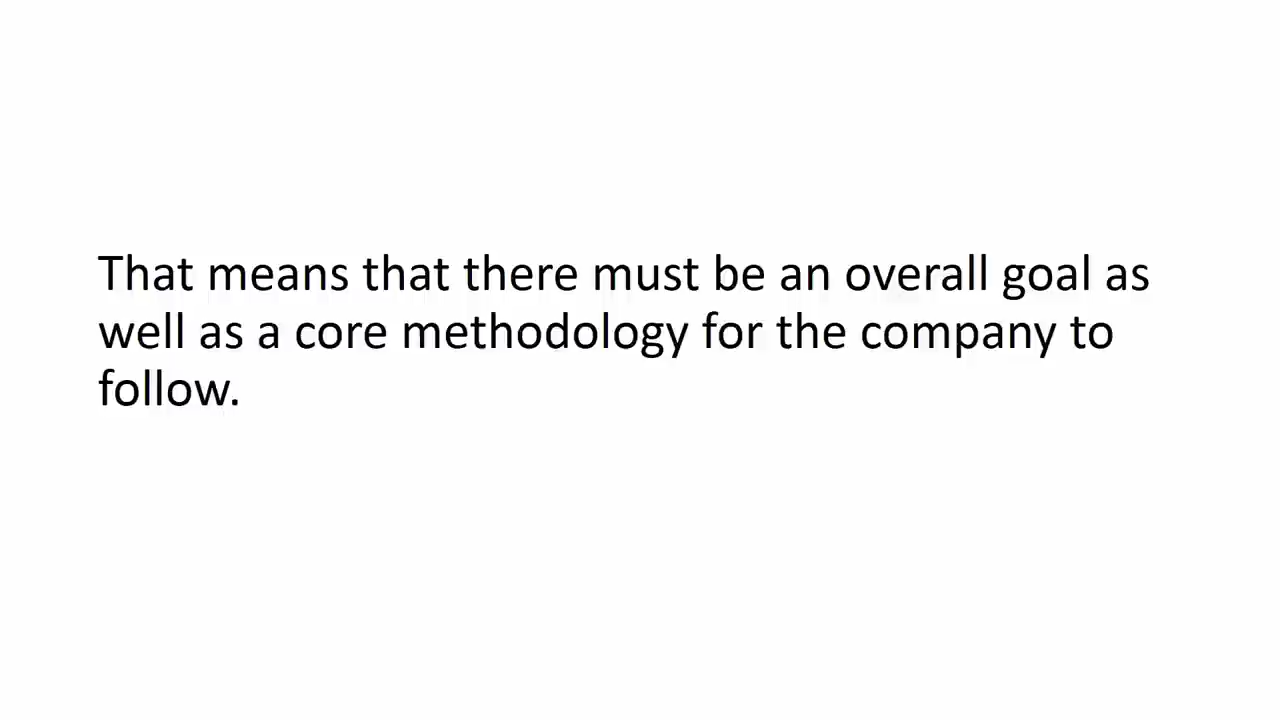 That means that there must be an overall goal as
well as a core methodology for the company to
follow.